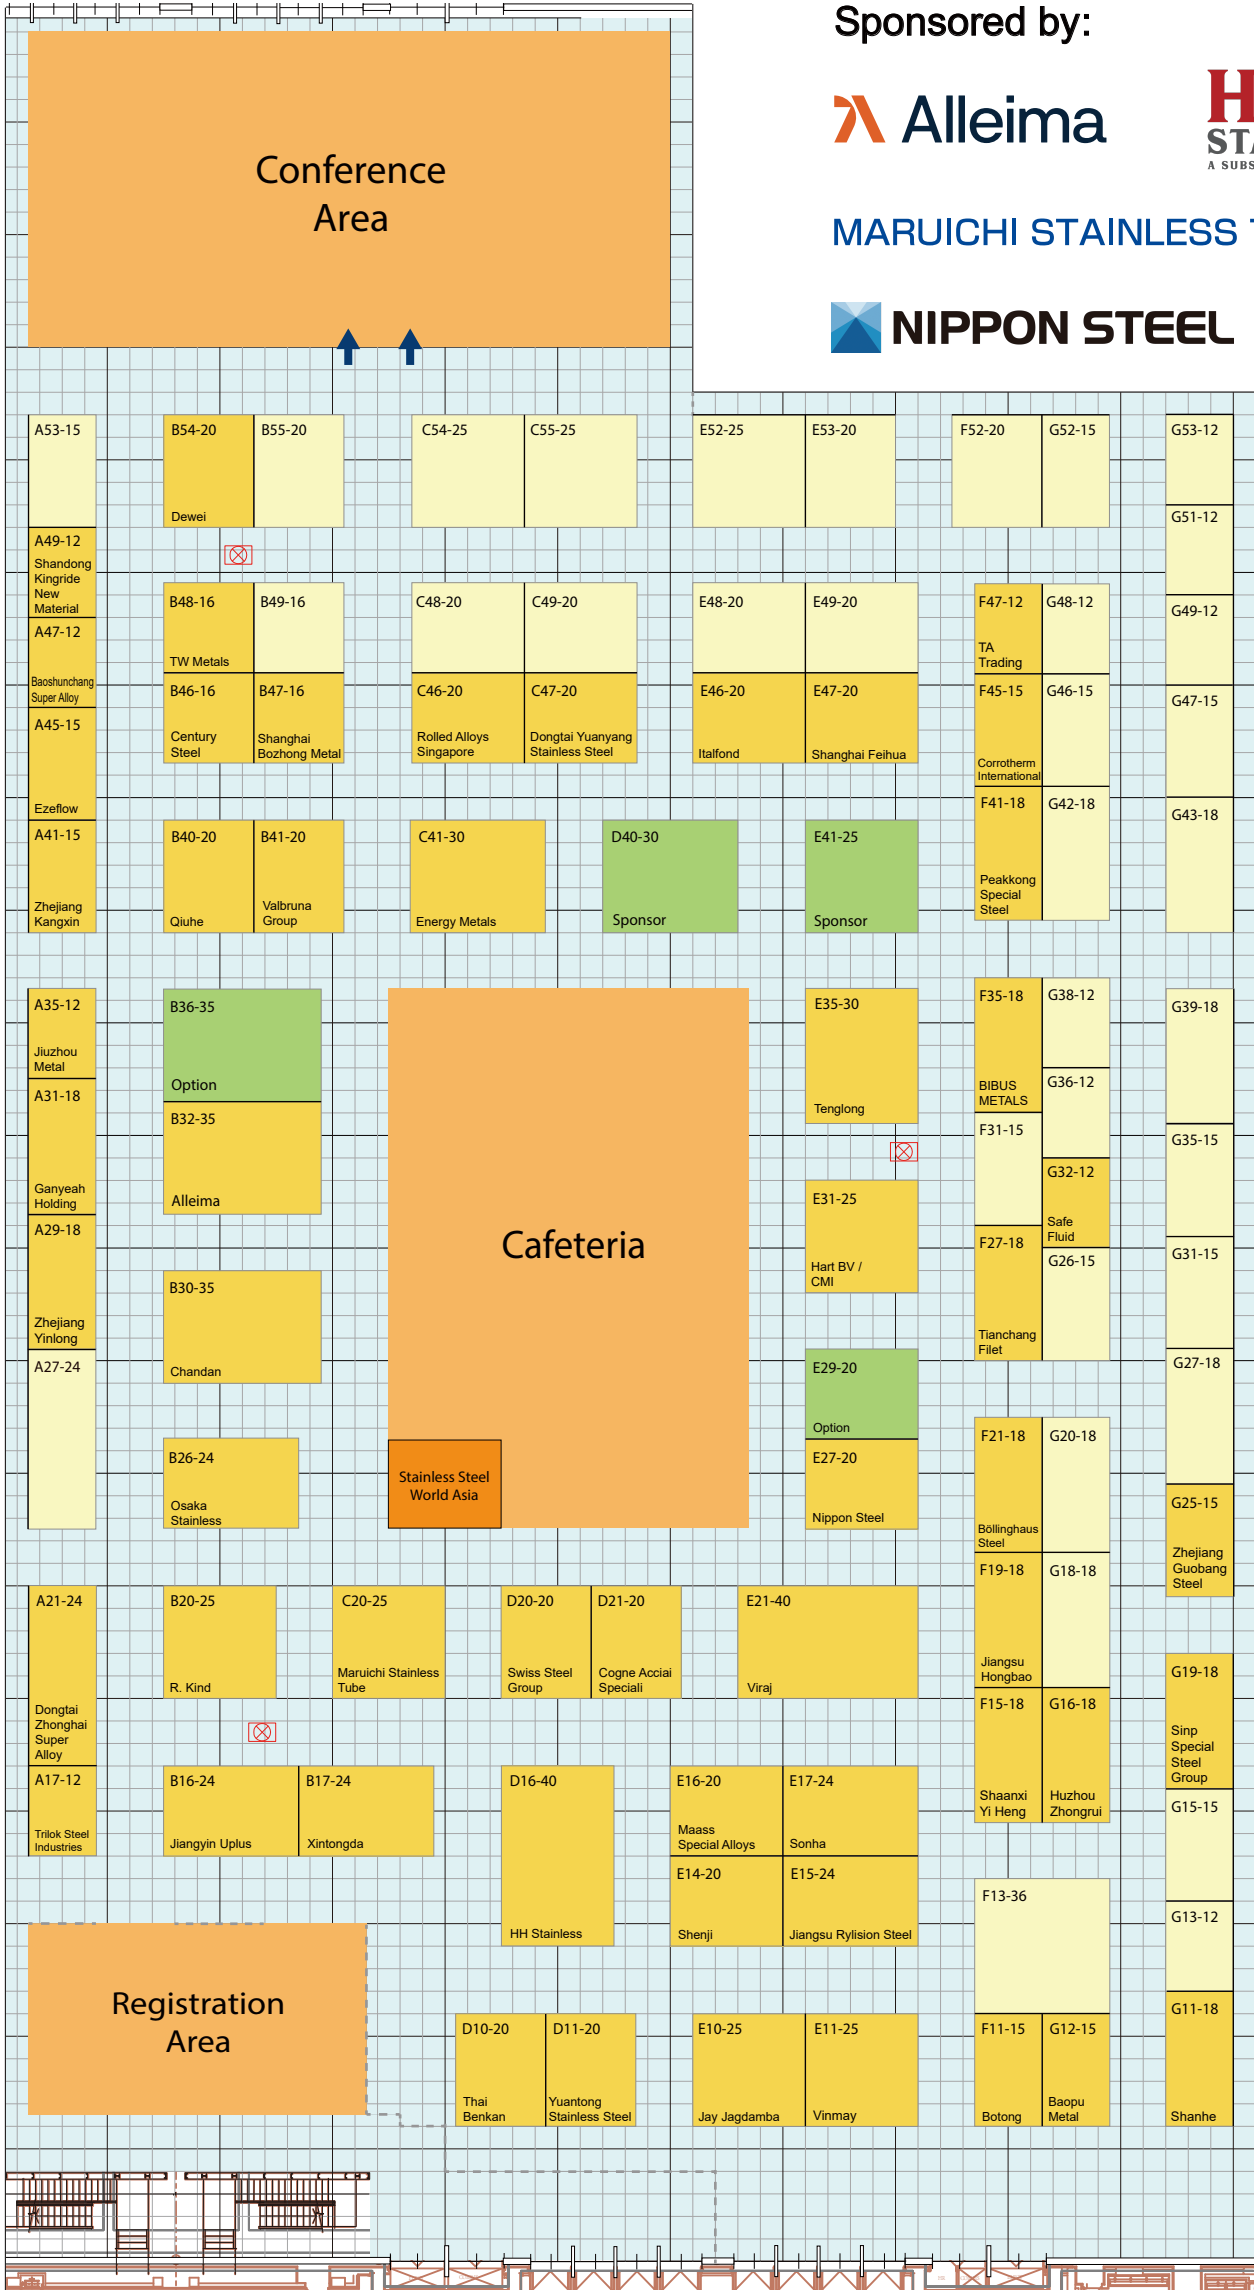 Sponsored by:
Alleima
H
STA
A SUBS
MARUICHI STAINLESS T
NIPPON STEEL
Conference
Area
A53-15
B54-20
Dewei
B55-20
C54-25
C55-25
E52-25
E53-20
F52-20
G52-15
G53-12
G51-12
A49-12
Shandong
Kingride
New
Material
A47-12
Baoshunchang
Super Alloy
A45-15
Ezeflow
A41-15
Zhejiang
Kangxin
B48-16
TW Metals
B49-16
B46-16
Century
Steel
B47-16
Shanghai
Bozhong Metal
C48-20
C49-20
C46-20
Rolled Alloys
Singapore
C47-20
Dongtai Yuanyang
Stainless Steel
E48-20
E49-20
E46-20
Italfond
E47-20
Shanghai Feihua
F47-12
TA
Trading
G48-12
F45-15
Corrotherm
International
G46-15
F41-18
Peakkong
Special
Steel
G42-18
G49-12
G47-15
G43-18
B40-20
Qiuhe
B41-20
Valbruna
Group
C41-30
Energy Metals
D40-30
Sponsor
E41-25
Sponsor
A35-12
Jiuzhou
Metal
A31-18
Ganyeah
Holding
A29-18
Zhejiang
Yinlong
A27-24
B36-35
Option
B32-35
Alleima
B30-35
Chandan
B26-24
Osaka
Stainless
Cafeteria
Stainless Steel
World Asia
E35-30
Tenglong
E31-25
Hart BV /
CMI
E29-20
Option
E27-20
Nippon Steel
F35-18
BIBUS
METALS
G38-12
G36-12
F31-15
G32-12
Safe
Fluid
F27-18
Tianchang
Filet
G26-15
G39-18
G35-15
G31-15
G27-18
F21-18
Böllinghaus
Steel
G20-18
G25-15
Zhejiang
Guobang
Steel
F19-18
Jiangsu
Hongbao
G18-18
F15-18
Shaanxi
Yi Heng
G16-18
Huzhou
Zhongrui
G19-18
Sinp
Special
Steel
Group
G15-15
G13-12
G11-18
Shanhe
A21-24
Dongtai
Zhonghai
Super
Alloy
A17-12
Trilok Steel
Industries
B20-25
R. Kind
C20-25
Maruichi Stainless
Tube
D20-20
Swiss Steel
Group
D21-20
Cogne Acciai
Speciali
E21-40
Viraj
B16-24
Jiangyin Uplus
B17-24
Xintongda
D16-40
HH Stainless
E16-20
Maass
Special Alloys
E17-24
Sonha
E14-20
Shenji
E15-24
Jiangsu Rylision Steel
F13-36
Registration
Area
D10-20
Thai
Benkan
D11-20
Yuantong
Stainless Steel
E10-25
Jay Jagdamba
E11-25
Vinmay
F11-15
Botong
G12-15
Baopu
Metal